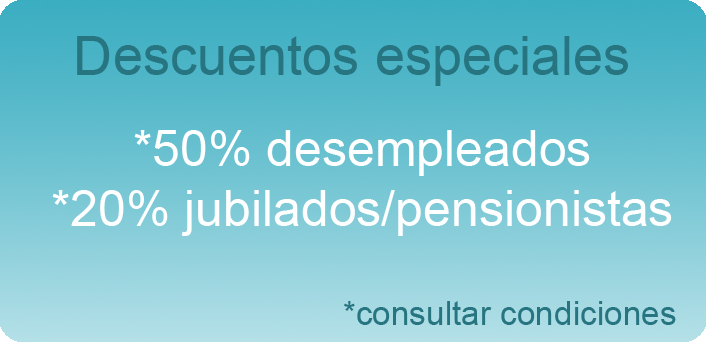 Descuentos especiales
*50% desempleados
*20% jubilados/pensionistas
*consultar condiciones